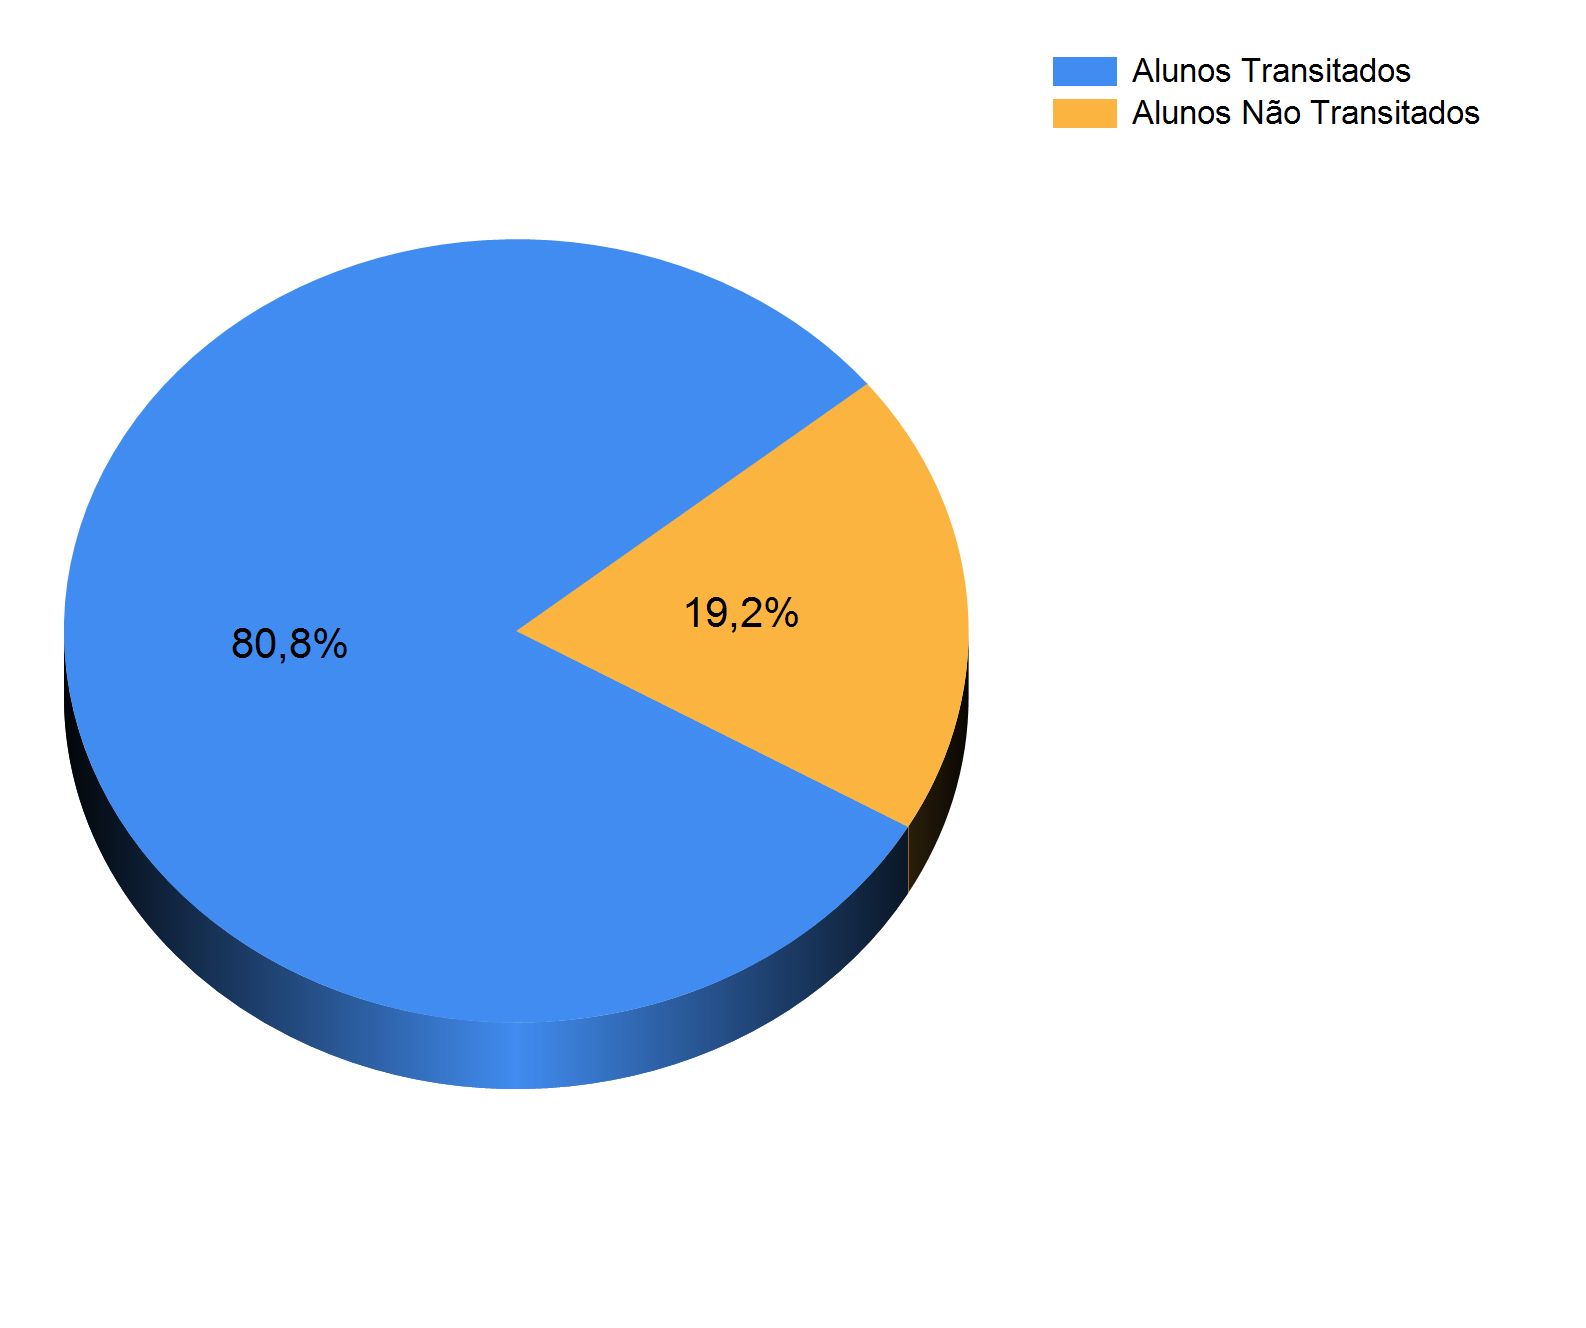 Alunos Transitados
Alunos Não Transitados
19,2%
80,8%